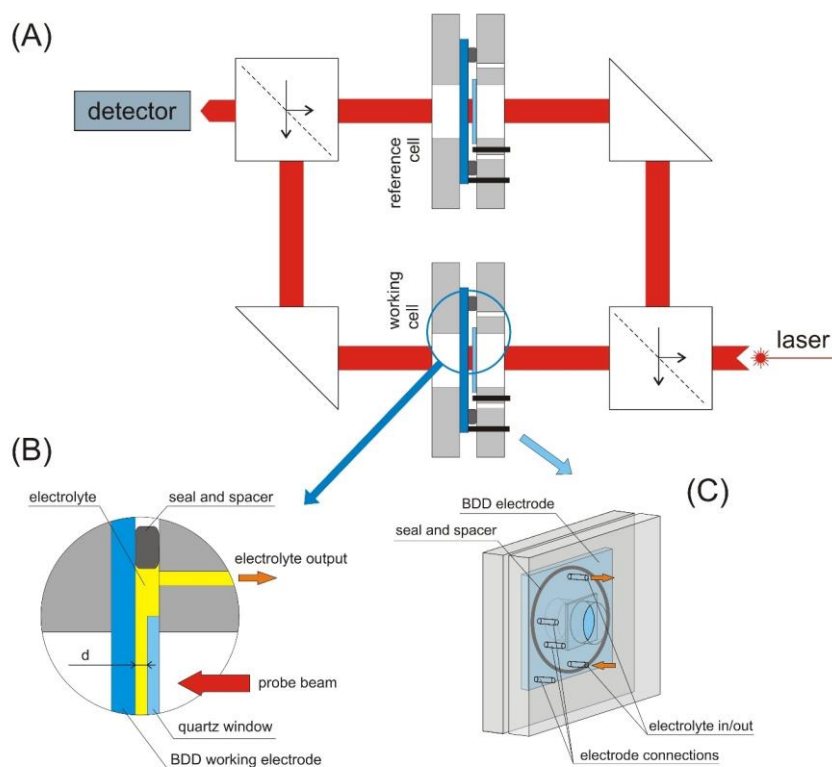 (A)
detector
reference
cell
working
cell
laser
(B)
electrolyte
seal and spacer
electrolyte output
d
probe beam
quartz window
BDD working electrode
(C)
BDD electrode
seal and spacer
electrolyte in/out
electrode connections